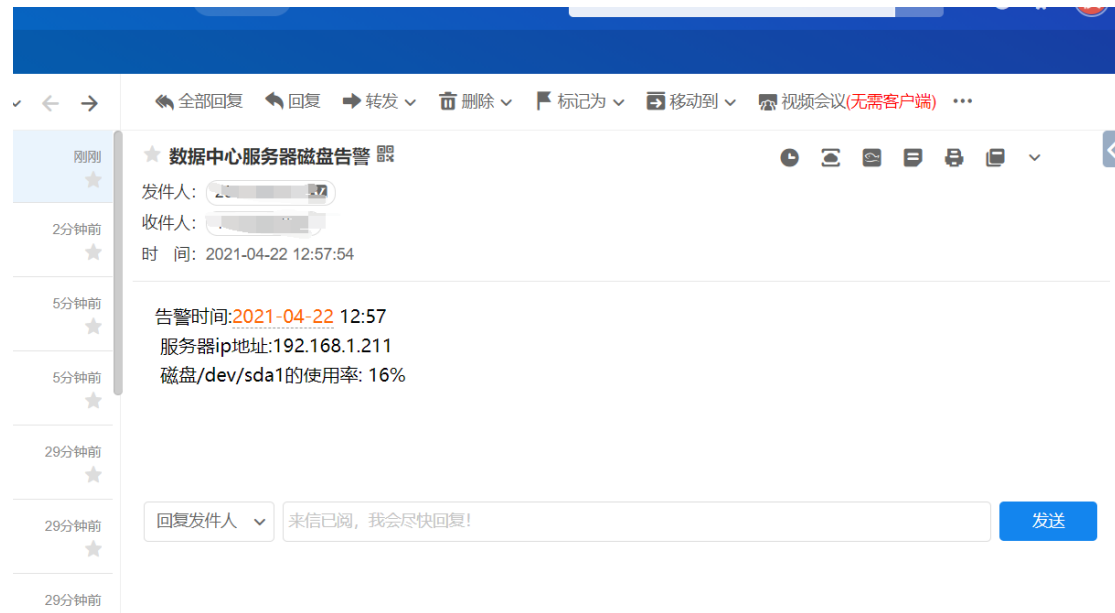 全部回复 回复 转发 删除 标记为 移动到 视频会议(无需客户端)
刚刚
2分钟前
5分钟前
5分钟前
29分钟前
29分钟前
29分钟前
数据中心服务器磁盘告警
发件人：
收件人：
时 间：2021-04-22 12:57:54
告警时间:2021-04-22 12:57
服务器ip地址:192.168.1.211
磁盘/dev/sda1的使用率: 16%
回复发件人 来信已阅，我会尽快回复！ 发送